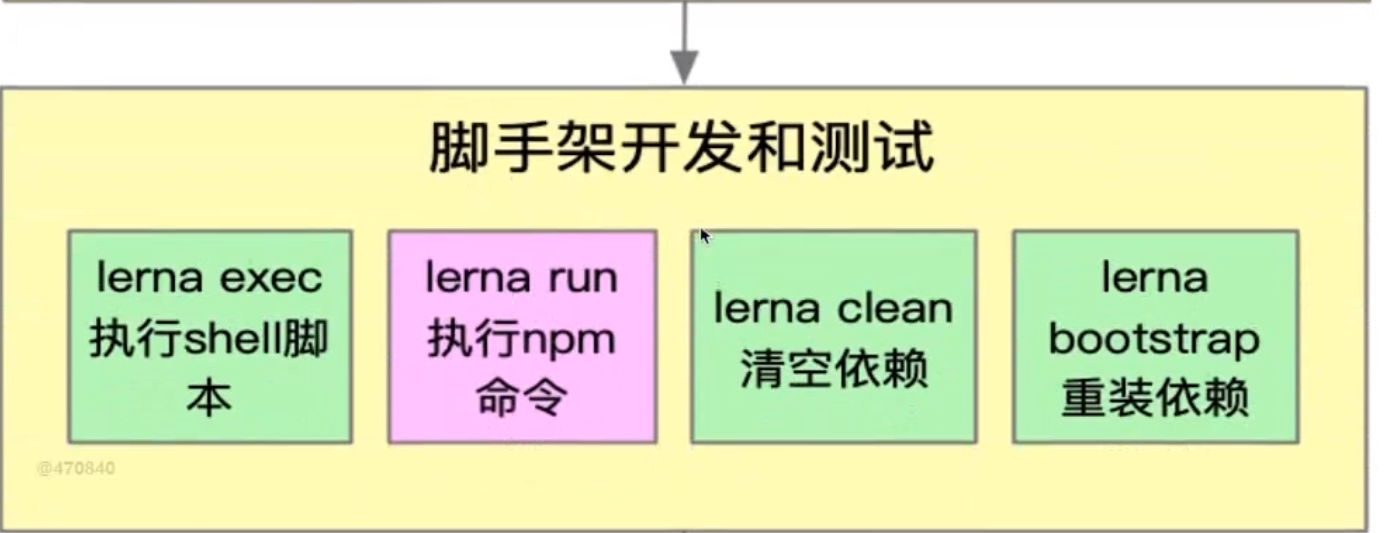 脚手架开发和测试
lerna exec
执行shell脚
本
lerna run
执行npm
命令
lerna clean
清空依赖
lerna
bootstrap
重装依赖
@470840